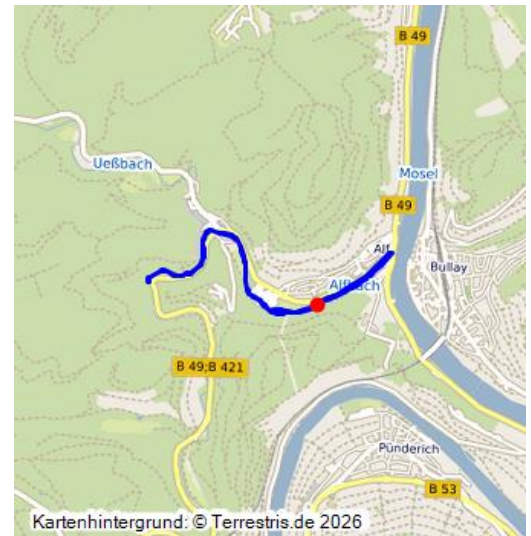 B 49
Ueßbach
Mosel
B 49
Alf
Bullay
Alfbach
B 49;B 421
Pünderich
B 53
Kartenhintergrund: © Terrestris.de 2026